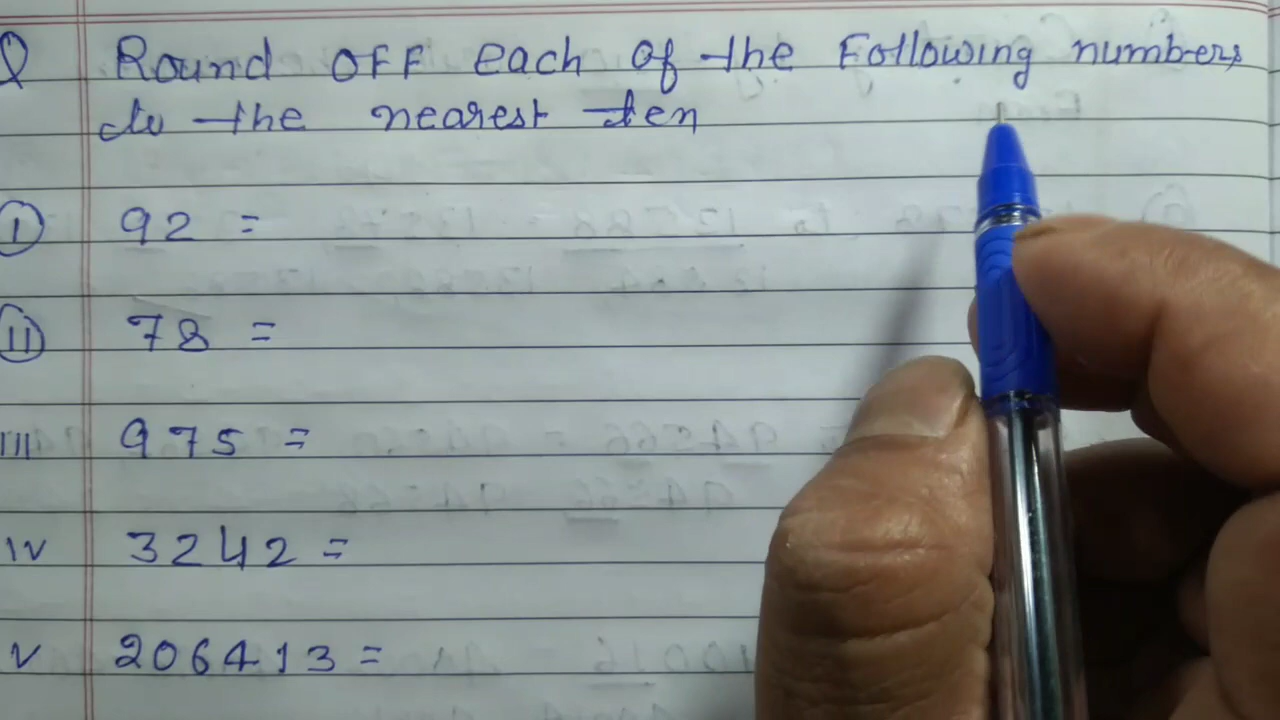 Q Round OFF each of the Following numbers
to the nearest ten
I 92 =
II 78 =
III 975 =
IV 3242 =
V 206413 =